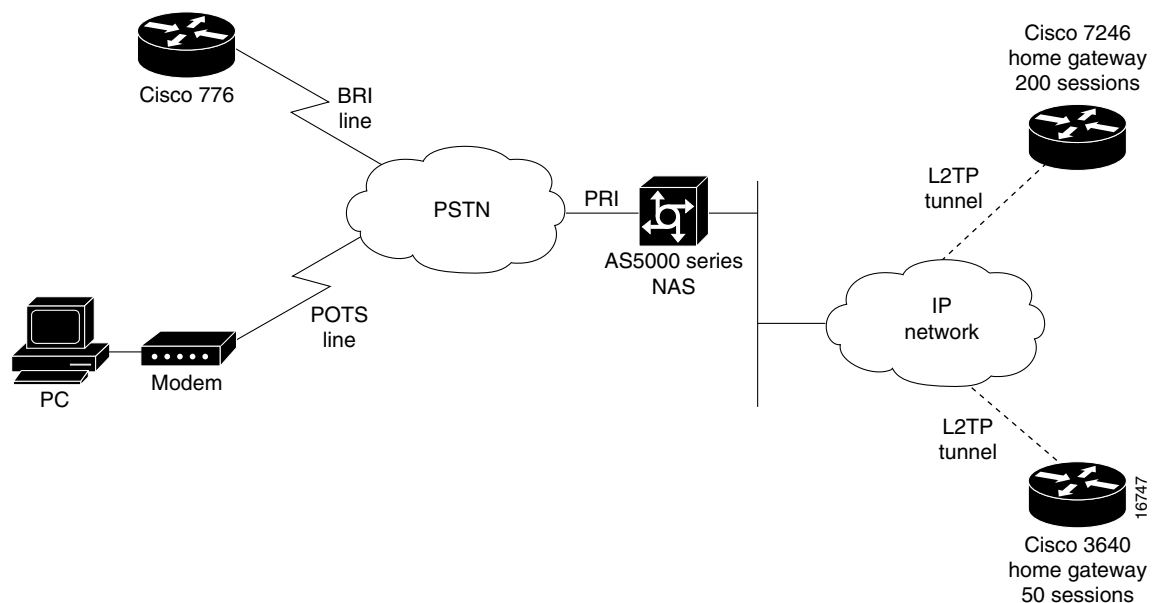 Cisco 7246
home gateway
200 sessions
Cisco 776
BRI
line
L2TP
tunnel
PSTN
PRI
AS5000 series
NAS
IP
network
POTS
line
Modem
PC
L2TP
tunnel
16747
Cisco 3640
home gateway
50 sessions